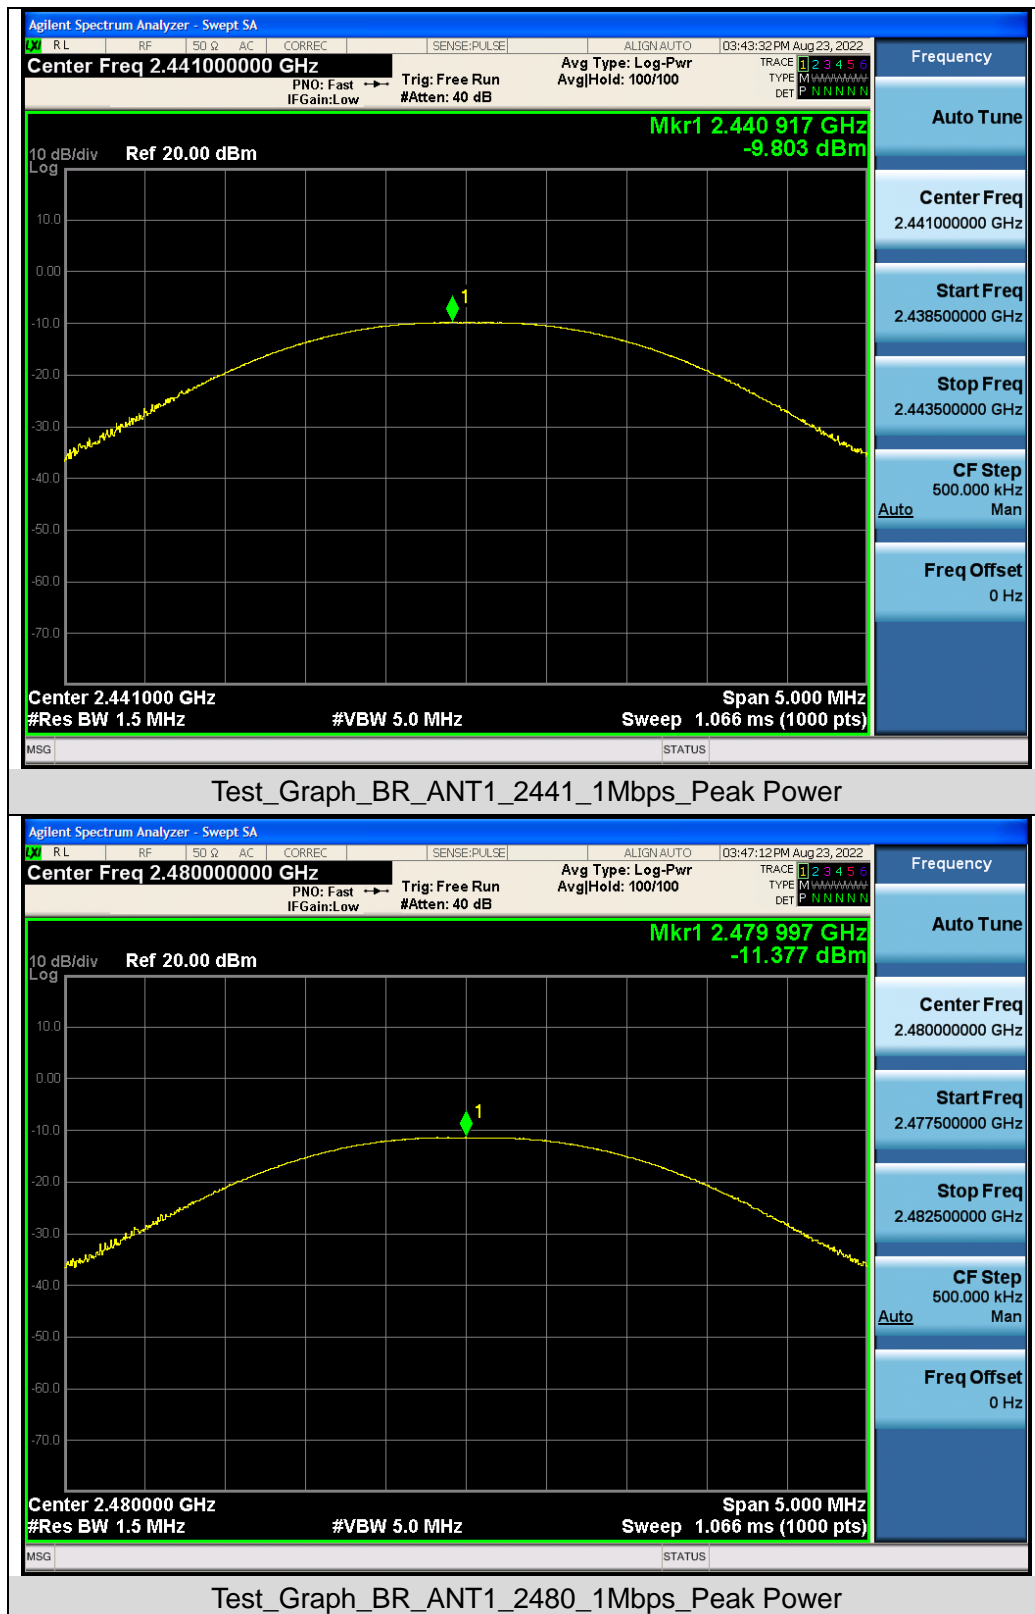 Agilent Spectrum Analyzer - Swept SA
LXI RL RF 50 Ω AC CORREC SENSE:PULSE ALIGN AUTO 03:43:32 PM Aug 23, 2022
Center Freq 2.441000000 GHz
PNO: Fast
IFGain:Low
Trig: Free Run
#Atten: 40 dB
Avg Type: Log-Pwr
Avg|Hold: 100/100
TRACE 1 2 3 4 5 6
TYPE M
DET P N N N N N
Mkr1 2.440 917 GHz
-9.803 dBm
10 dB/div Ref 20.00 dBm
Log
10.0
0.00
1
-10.0
-20.0
-30.0
-40.0
-50.0
-60.0
-70.0
Center 2.441000 GHz Span 5.000 MHz
#Res BW 1.5 MHz #VBW 5.0 MHz Sweep 1.066 ms (1000 pts)
MSG STATUS
Frequency
Auto Tune
Center Freq
2.441000000 GHz
Start Freq
2.438500000 GHz
Stop Freq
2.443500000 GHz
CF Step
500.000 kHz
Auto Man
Freq Offset
0 Hz
Test_Graph_BR_ANT1_2441_1Mbps_Peak Power
Agilent Spectrum Analyzer - Swept SA
LXI RL RF 50 Ω AC CORREC SENSE:PULSE ALIGN AUTO 03:47:12 PM Aug 23, 2022
Center Freq 2.480000000 GHz
PNO: Fast
IFGain:Low
Trig: Free Run
#Atten: 40 dB
Avg Type: Log-Pwr
Avg|Hold: 100/100
TRACE 1 2 3 4 5 6
TYPE M
DET P N N N N N
Mkr1 2.479 997 GHz
-11.377 dBm
10 dB/div Ref 20.00 dBm
Log
10.0
0.00
1
-10.0
-20.0
-30.0
-40.0
-50.0
-60.0
-70.0
Center 2.480000 GHz Span 5.000 MHz
#Res BW 1.5 MHz #VBW 5.0 MHz Sweep 1.066 ms (1000 pts)
MSG STATUS
Frequency
Auto Tune
Center Freq
2.480000000 GHz
Start Freq
2.477500000 GHz
Stop Freq
2.482500000 GHz
CF Step
500.000 kHz
Auto Man
Freq Offset
0 Hz
Test_Graph_BR_ANT1_2480_1Mbps_Peak Power